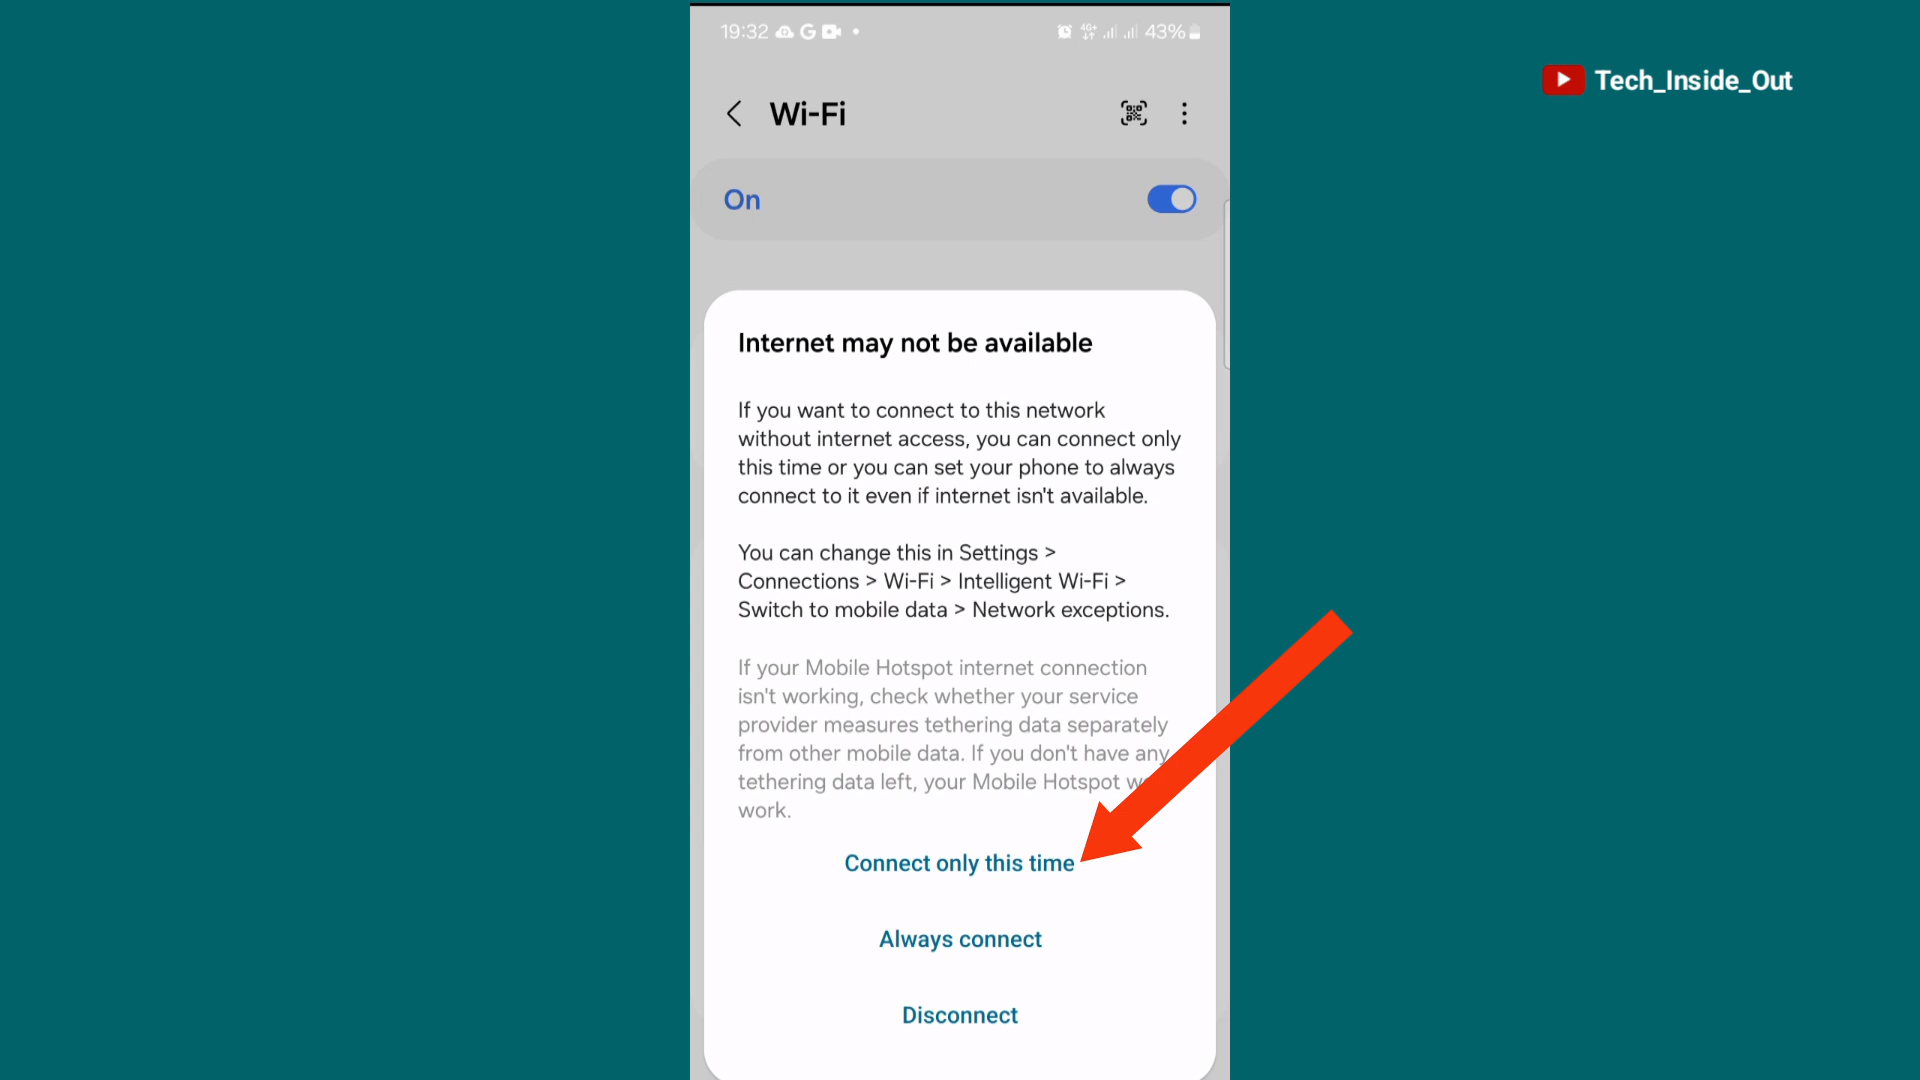 19:32 43%
Tech_Inside_Out
Wi-Fi
On
Internet may not be available
If you want to connect to this network
without internet access, you can connect only
this time or you can set your phone to always
connect to it even if internet isn't available.
You can change this in Settings >
Connections > Wi-Fi > Intelligent Wi-Fi >
Switch to mobile data > Network exceptions.
If your Mobile Hotspot internet connection
isn't working, check whether your service
provider measures tethering data separately
from other mobile data. If you don't have any
tethering data left, your Mobile Hotspot
work.
Connect only this time
Always connect
Disconnect